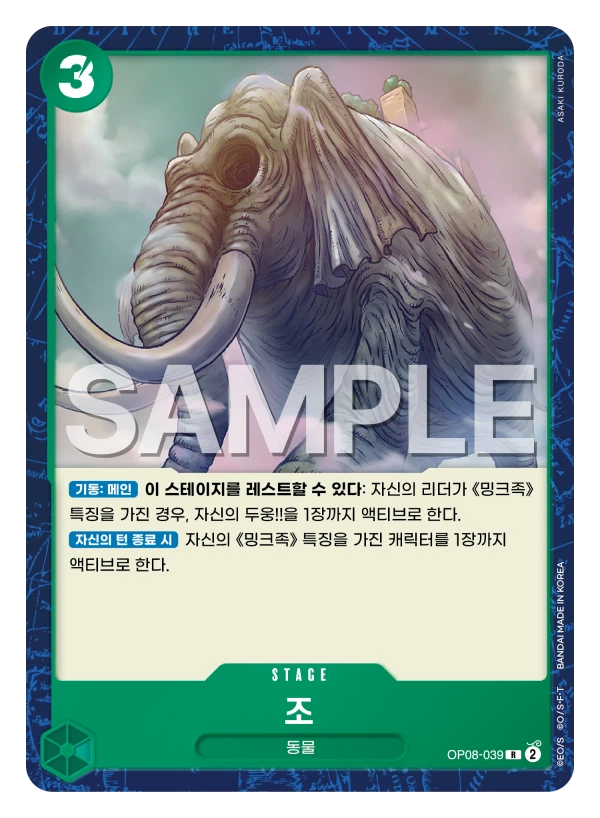 3
ASAKI KURODA
SAMPLE
기동: 메인 이 스테이지를 레스트할 수 있다: 자신의 리더가 《밍크족》
특징을 가진 경우, 자신의 두웅!!을 1장까지 액티브로 한다.
자신의 턴 종료 시 자신의 《밍크족》 특징을 가진 캐릭터를 1장까지
액티브로 한다.
STAGE
조
동물
OP08-039 R 2
©EO/S ©O/S·F·T BANDAI MADE IN KOREA